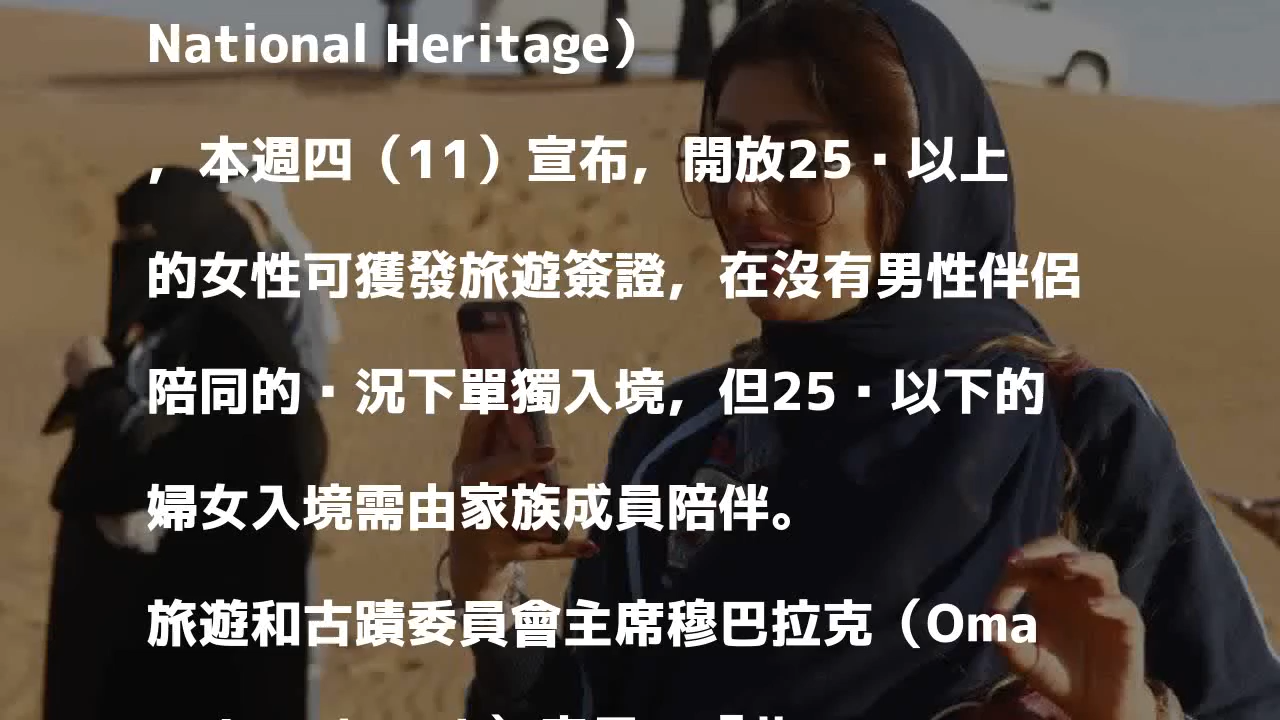 National Heritage）
，本週四（11）宣布，開放25・以上
的女性可獲發旅遊簽證，在沒有男性伴侶
陪同的・況下單獨入境，但25・以下的
婦女入境需由家族成員陪伴。
旅遊和古蹟委員會主席穆巴拉克（Oma